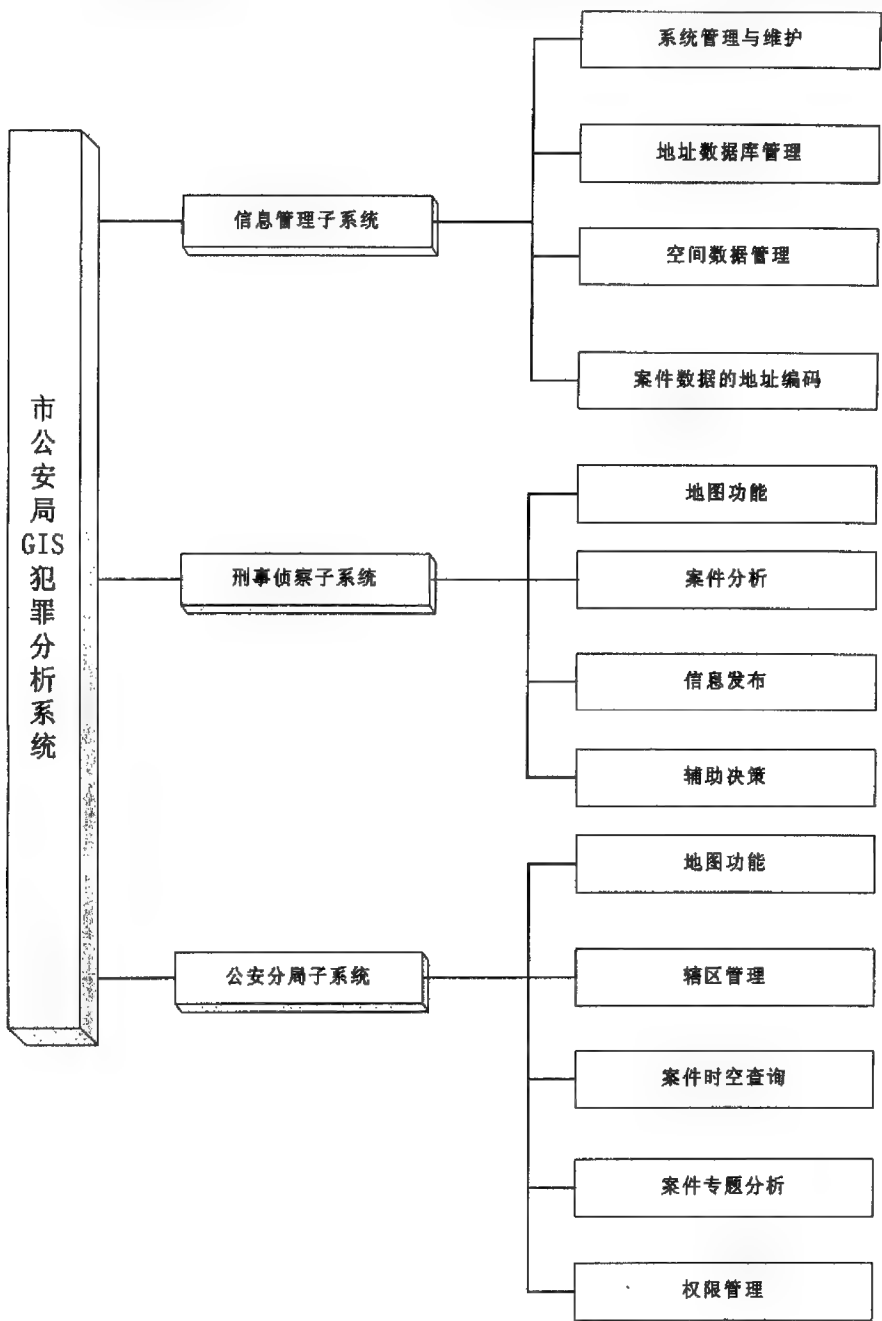 市公安局GIS犯罪分析系统
信息管理子系统
系统管理与维护
地址数据库管理
空间数据管理
案件数据的地址编码
刑事侦察子系统
地图功能
案件分析
信息发布
辅助决策
公安分局子系统
地图功能
辖区管理
案件时空查询
案件专题分析
权限管理